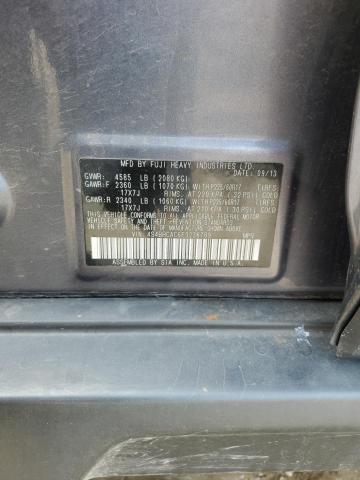 MFD BY FUJI HEAVY INDUSTRIES LTD.
DATE 09/13
GVWR: 4585 LB (2080 KG)
GAWR:F 2360 LB (1070 KG) WITH P225/60R17 TIRES
17X7J RIMS, AT 220 KPA (32 PSI) COLD
GAWR:R 2340 LB (1060 KG) WITH P225/60R17 TIRES
17X7J RIMS, AT 210 KPA (30 PSI) COLD
THIS VEHICLE CONFORMS TO ALL
APPLICABLE FEDERAL MOTOR
VEHICLE SAFETY, BUMPER, AND
THEFT PREVENTION STANDARDS
IN EFFECT ON THE DATE OF
MANUFACTURE SHOWN ABOVE.
VIN: MPV
ASSEMBLED BY SIA, INC. MADE IN U.S.A.